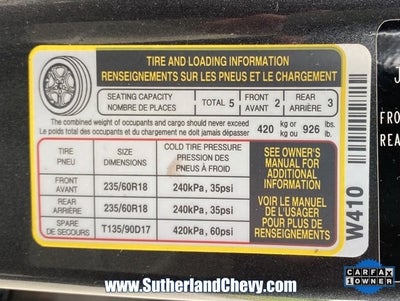 TIRE AND LOADING INFORMATION
RENSEIGNEMENTS SUR LES PNEUS ET LE CHARGEMENT
SEATING CAPACITY
NOMBRE DE PLACES
TOTAL 5
FRONT
AVANT 2
REAR
ARRIÈRE 3
The combined weight of occupants and cargo should never exceed
Le poids total des occupants et du chargement ne doit jamais dépasser
420 kg or
kg ou 926 lbs.
lb.
TIRE
PNEU
SIZE
DIMENSIONS
COLD TIRE PRESSURE
PRESSION DES
PNEUS À FROID
FRONT
AVANT
235/60R18
240kPa, 35psi
REAR
ARRIÈRE
235/60R18
240kPa, 35psi
SPARE
DE SECOURS
T135/90D17
420kPa, 60psi
SEE OWNER'S
MANUAL FOR
ADDITIONAL
INFORMATION
VOIR LE MANUEL
DE L'USAGER
POUR PLUS DE
RENSEIGNEMENTS
W410
J
FRO
REA
www.SutherlandChevy.com
CARFAX
1 OWNER